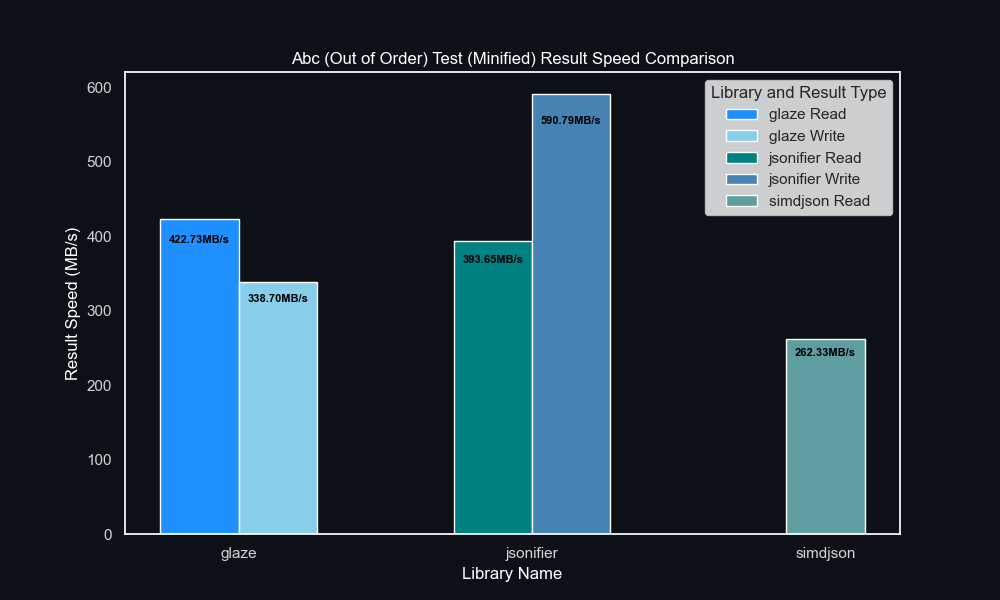 Abc (Out of Order) Test (Minified) Result Speed Comparison
Result Speed (MB/s)
600
500
400
300
200
100
0
422.73MB/s
338.70MB/s
393.65MB/s
590.79MB/s
262.33MB/s
Library and Result Type
glaze Read
glaze Write
jsonifier Read
jsonifier Write
simdjson Read
glaze
jsonifier
simdjson
Library Name